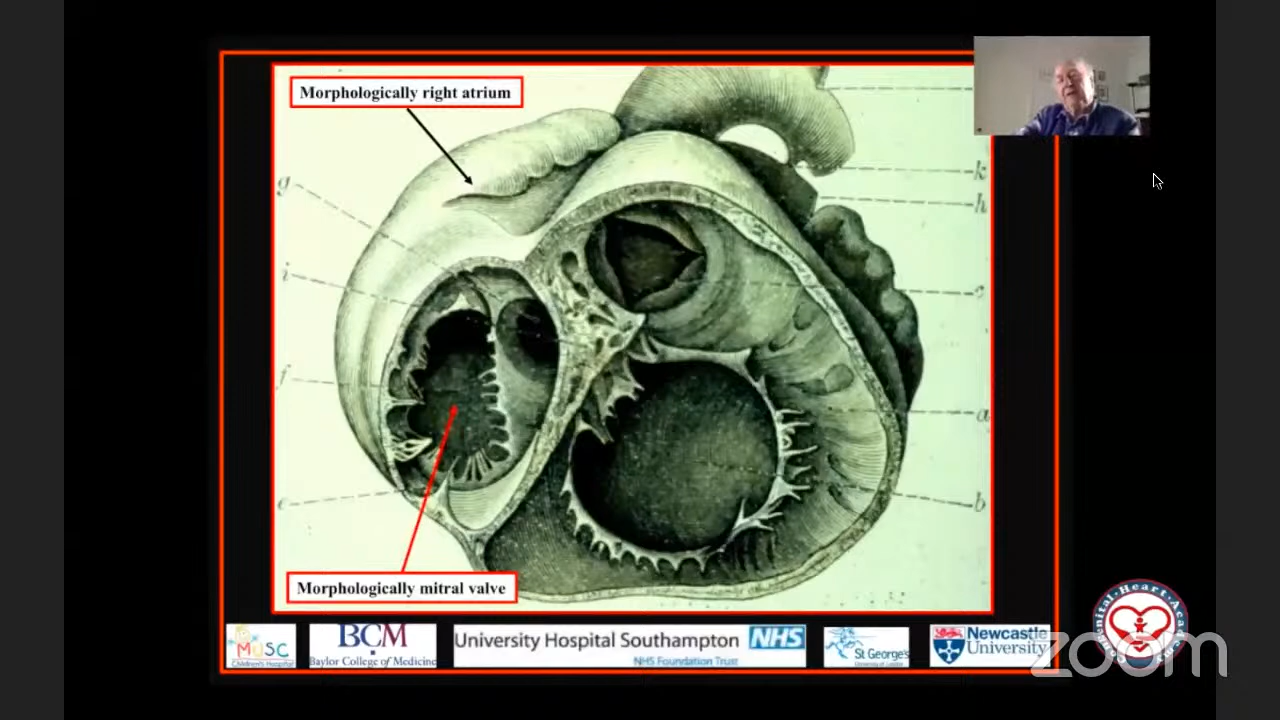 Morphologically right atrium
g
i
f
e
k
h
a
b
Morphologically mitral valve
MUSC
Children's Hospital
BCM
Baylor College of Medicine
University Hospital Southampton NHS
NHS Foundation Trust
St George's
University of London
Newcastle
University
zoom